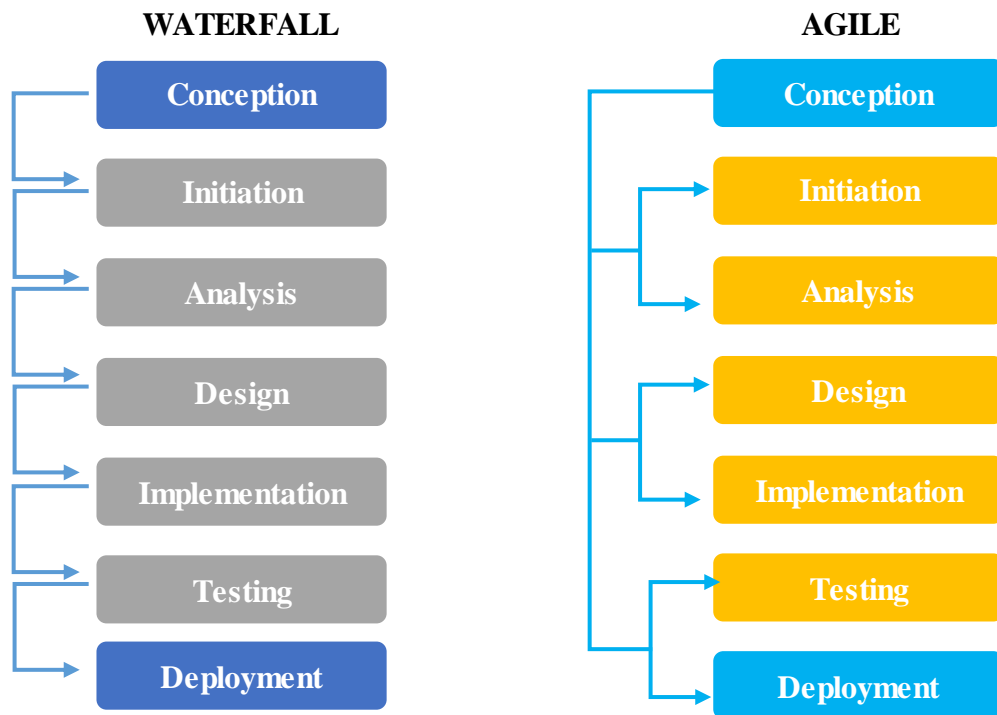 WATERFALL
Conception
Initiation
Analysis
Design
Implementation
Testing
Deployment
AGILE
Conception
Initiation
Analysis
Design
Implementation
Testing
Deployment